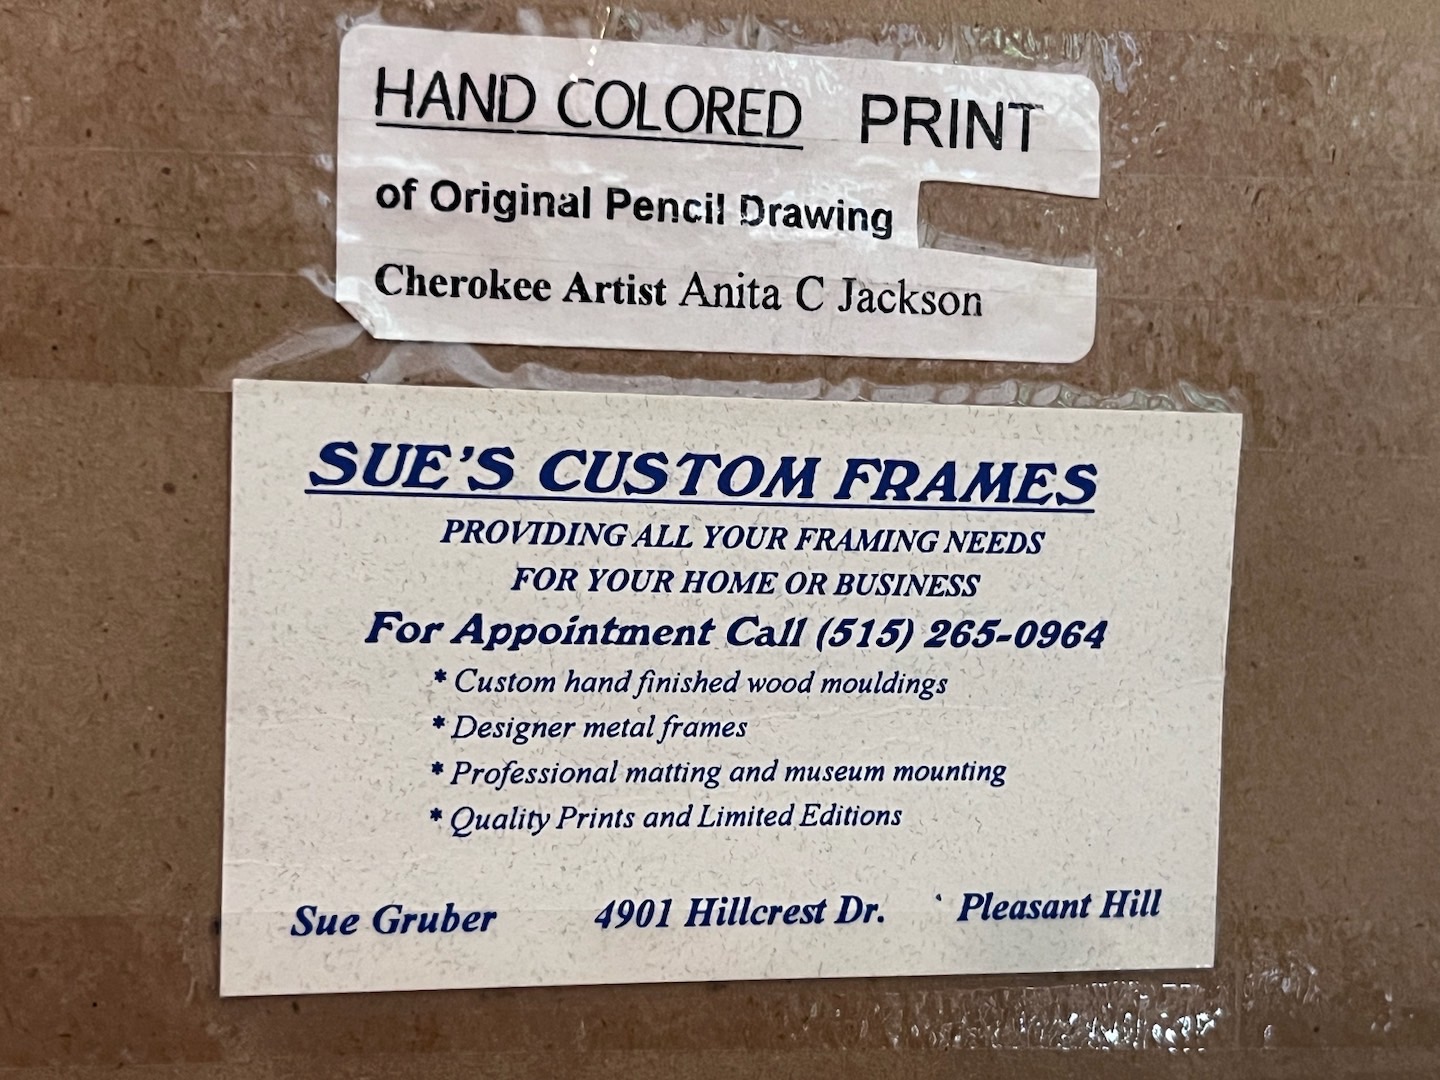 HAND COLORED PRINT
of Original Pencil Drawing
Cherokee Artist Anita C Jackson
SUE'S CUSTOM FRAMES
PROVIDING ALL YOUR FRAMING NEEDS
FOR YOUR HOME OR BUSINESS
For Appointment Call (515) 265-0964
* Custom hand finished wood mouldings
* Designer metal frames
* Professional matting and museum mounting
* Quality Prints and Limited Editions
Sue Gruber 4901 Hillcrest Dr. Pleasant Hill